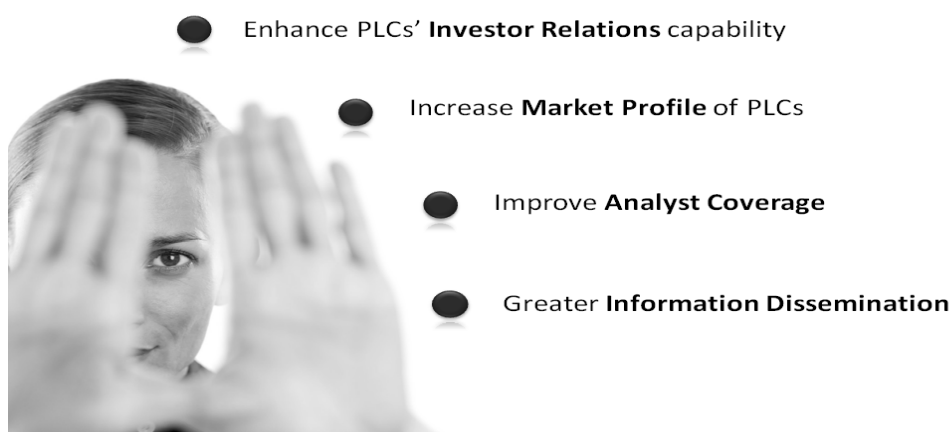 Enhance PLCs’ Investor Relations capability
Increase Market Profile of PLCs
Improve Analyst Coverage
Greater Information Dissemination